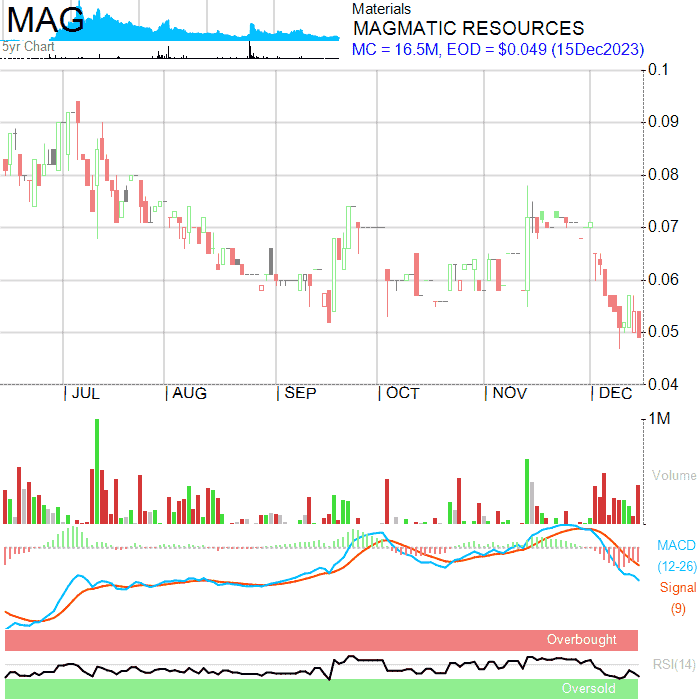 MAG
5yr Chart
Materials
MAGMATIC RESOURCES
MC = 16.5M, EOD = $0.049 (15Dec2023)
0.1
0.09
0.08
0.07
0.06
0.05
0.04
JUL AUG SEP OCT NOV DEC
1M
Volume
MACD
(12-26)
Signal
(9)
Overbought
RSI(14)
Oversold